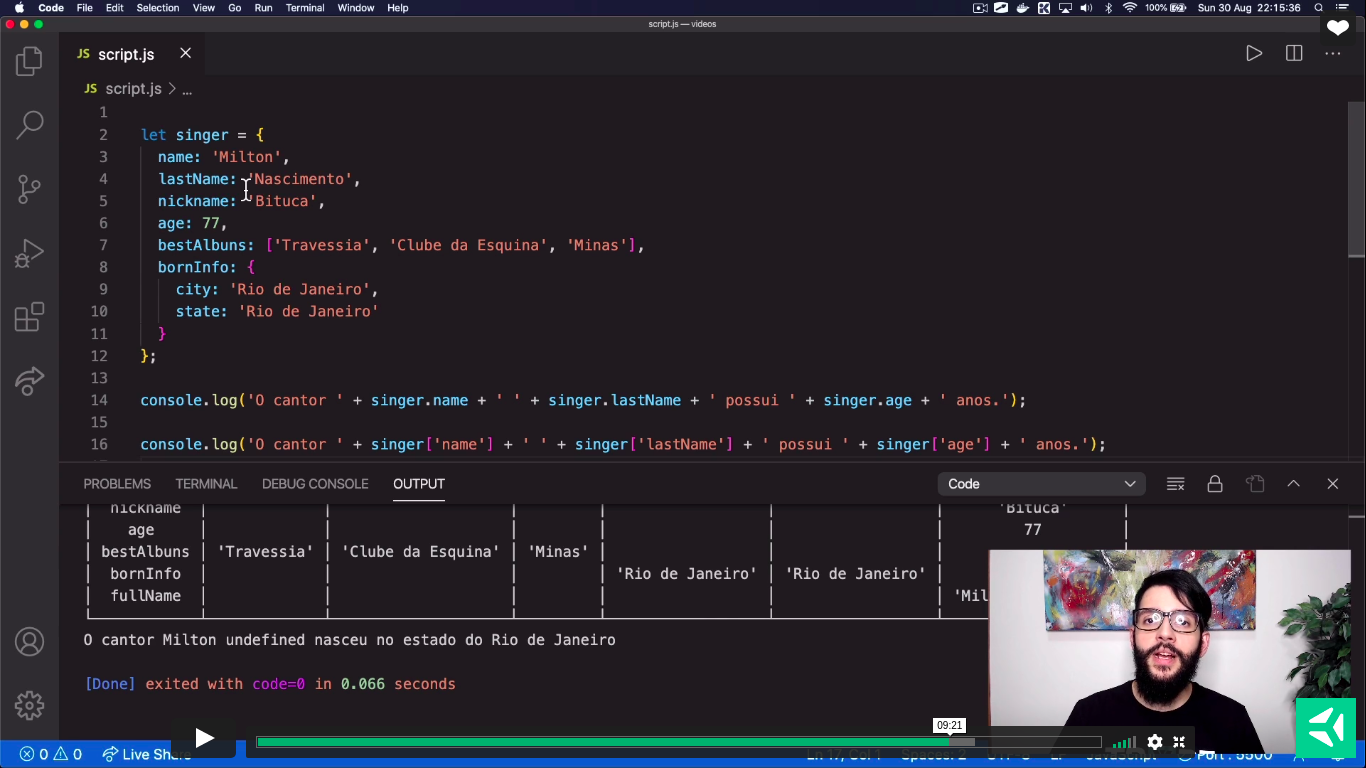 Code File Edit Selection View Go Run Terminal Window Help 100% Sun 30 Aug 22:15:36
script.js — videos
JS script.js
JS script.js > ...
1
2 let singer = {
3 name: 'Milton',
4 lastName: 'Nascimento',
5 nickname: 'Bituca',
6 age: 77,
7 bestAlbuns: ['Travessia', 'Clube da Esquina', 'Minas'],
8 bornInfo: {
9 city: 'Rio de Janeiro',
10 state: 'Rio de Janeiro'
11 }
12 };
13
14 console.log('O cantor ' + singer.name + ' ' + singer.lastName + ' possui ' + singer.age + ' anos.');
15
16 console.log('O cantor ' + singer['name'] + ' ' + singer['lastName'] + ' possui ' + singer['age'] + ' anos.');
PROBLEMS TERMINAL DEBUG CONSOLE OUTPUT Code
nickname 'Bituca'
age 77
bestAlbuns 'Travessia' 'Clube da Esquina' 'Minas'
bornInfo 'Rio de Janeiro' 'Rio de Janeiro'
fullName 'Mil
O cantor Milton undefined nasceu no estado do Rio de Janeiro
[Done] exited with code=0 in 0.066 seconds
09:21
0 0 Live Share Ln 17, Col 1 Spaces: 2 UTF-8 LF JavaScript Port : 5500